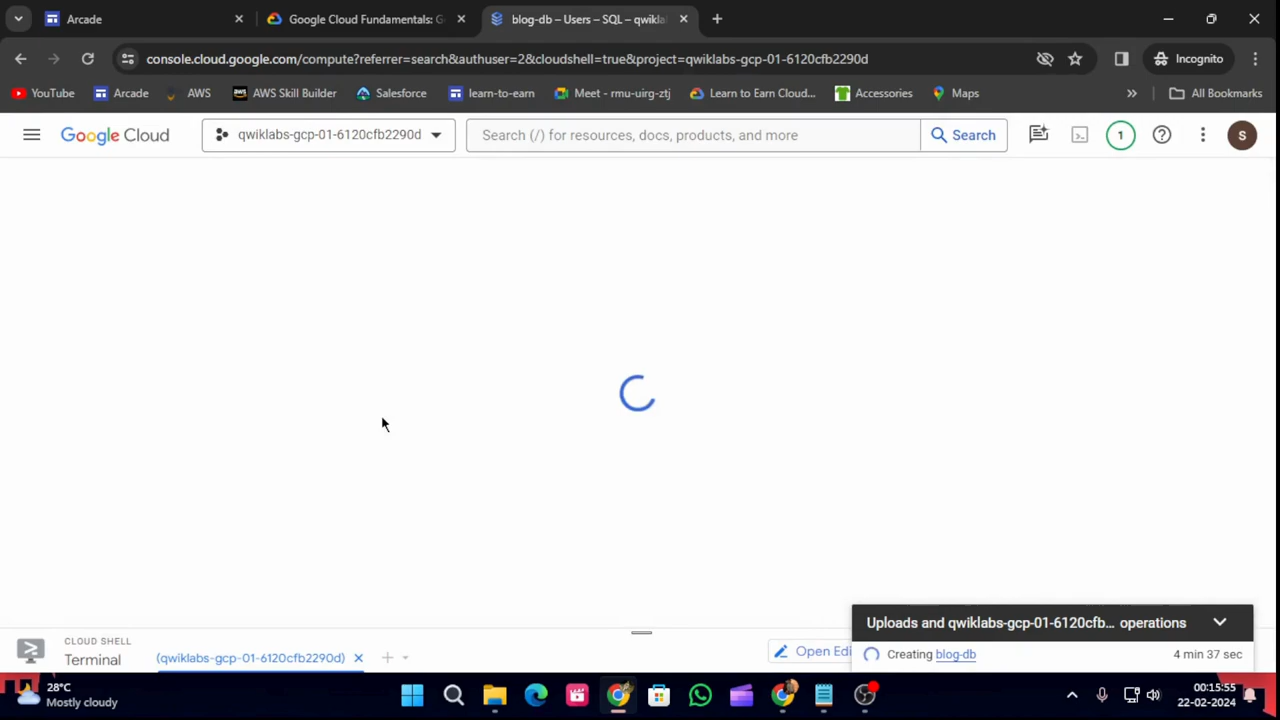 Arcade
Google Cloud Fundamentals: G
blog-db – Users – SQL – qwikla
console.cloud.google.com/compute?referrer=search&authuser=2&cloudshell=true&project=qwiklabs-gcp-01-6120cfb2290d
Incognito
YouTube
Arcade
AWS
AWS Skill Builder
Salesforce
learn-to-earn
Meet - rmu-uirg-ztj
Learn to Earn Cloud...
Accessories
Maps
All Bookmarks
Google Cloud
qwiklabs-gcp-01-6120cfb2290d
Search (/) for resources, docs, products, and more
Search
1
S
Uploads and qwiklabs-gcp-01-6120cfb... operations
CLOUD SHELL
Terminal
(qwiklabs-gcp-01-6120cfb2290d)
Open Edi
Creating blog-db
4 min 37 sec
28°C
Mostly cloudy
00:15:55
22-02-2024